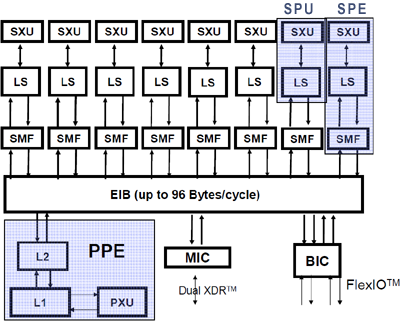 SPU SPE
SXU SXU SXU SXU SXU SXU SXU SXU
LS LS LS LS LS LS LS LS
SMF SMF SMF SMF SMF SMF SMF SMF
EIB (up to 96 Bytes/cycle)
PPE
L2
MIC
BIC
Dual XDR™
FlexIO™
L1
PXU